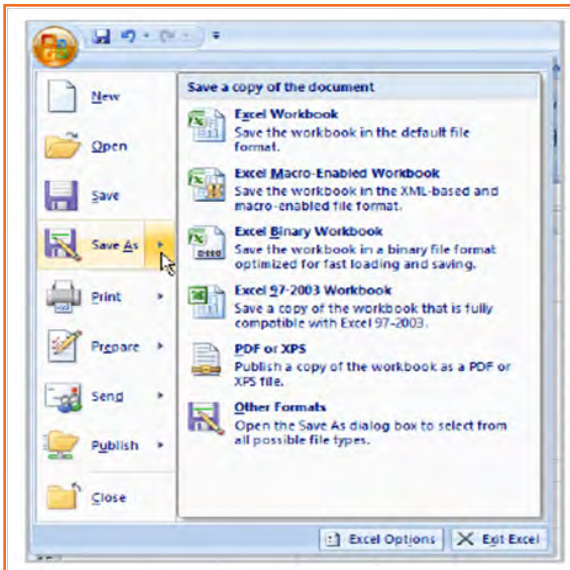 New
Open
Save
Save As
Print
Prepare
Send
Publish
Close
Save a copy of the document
Excel Workbook
Save the workbook in the default file
format.
Excel Macro-Enabled Workbook
Save the workbook in the XML-based and
macro-enabled file format.
Excel Binary Workbook
Save the workbook in a binary file format
optimized for fast loading and saving.
Excel 97-2003 Workbook
Save a copy of the workbook that is fully
compatible with Excel 97-2003.
PDF or XPS
Publish a copy of the workbook as a PDF or
XPS file.
Other Formats
Open the Save As dialog box to select from
all possible file types.
Excel Options
Exit Excel